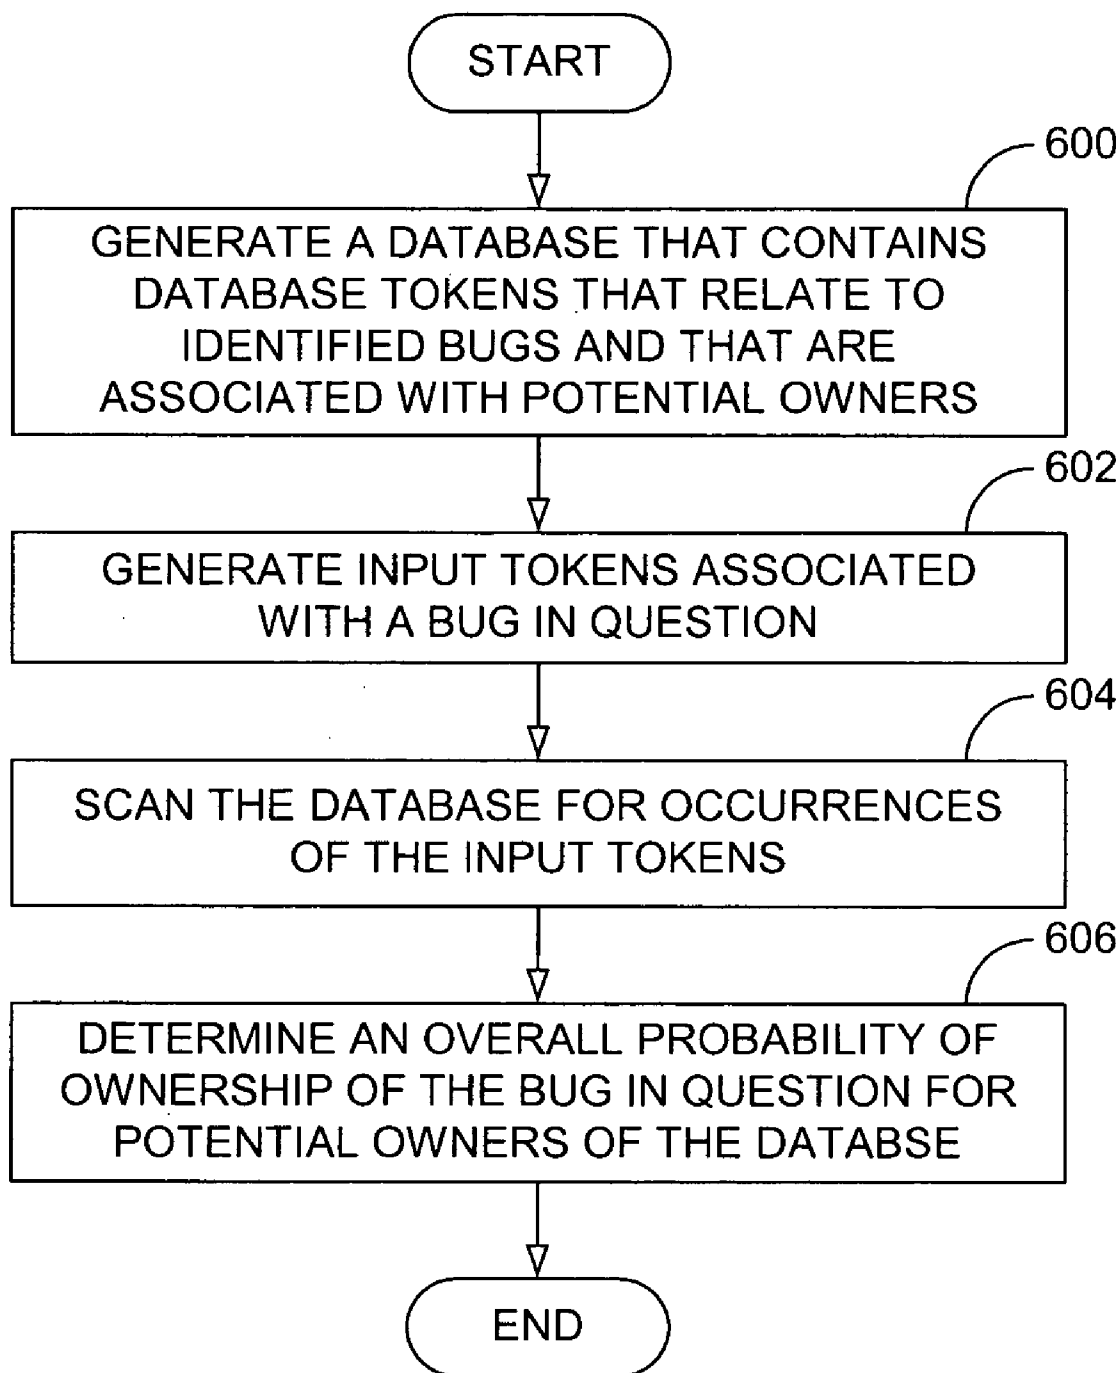 START
600
GENERATE A DATABASE THAT CONTAINS
DATABASE TOKENS THAT RELATE TO
IDENTIFIED BUGS AND THAT ARE
ASSOCIATED WITH POTENTIAL OWNERS
602
GENERATE INPUT TOKENS ASSOCIATED
WITH A BUG IN QUESTION
604
SCAN THE DATABASE FOR OCCURRENCES
OF THE INPUT TOKENS
606
DETERMINE AN OVERALL PROBABILITY OF
OWNERSHIP OF THE BUG IN QUESTION FOR
POTENTIAL OWNERS OF THE DATABSE
END